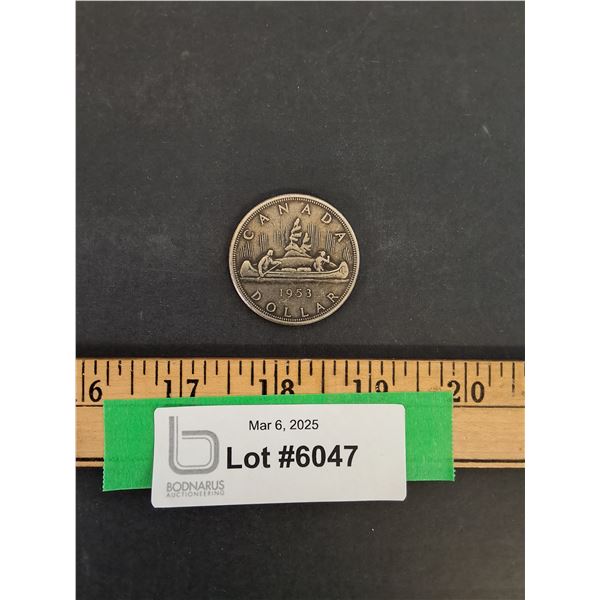 CANADA
1953
DOLLAR
6 17 18 19 20
Mar 6, 2025
Lot #6047
b
BODNARUS
AUCTIONEERING